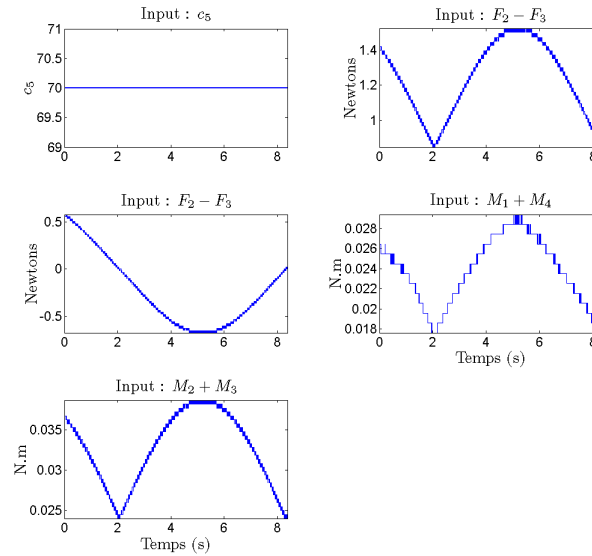 Input : c₅
c₅
71
70.5
70
69.5
69
0 2 4 6 8
Input : F₂ − F₃
Newtons
1.4
1.2
1
0 2 4 6 8
Input : F₂ − F₃
Newtons
0.5
0
-0.5
0 2 4 6 8
Input : M₁ + M₄
N.m
0.028
0.026
0.024
0.022
0.02
0.018
0 2 4 6 8
Temps (s)
Input : M₂ + M₃
N.m
0.035
0.03
0.025
0 2 4 6 8
Temps (s)